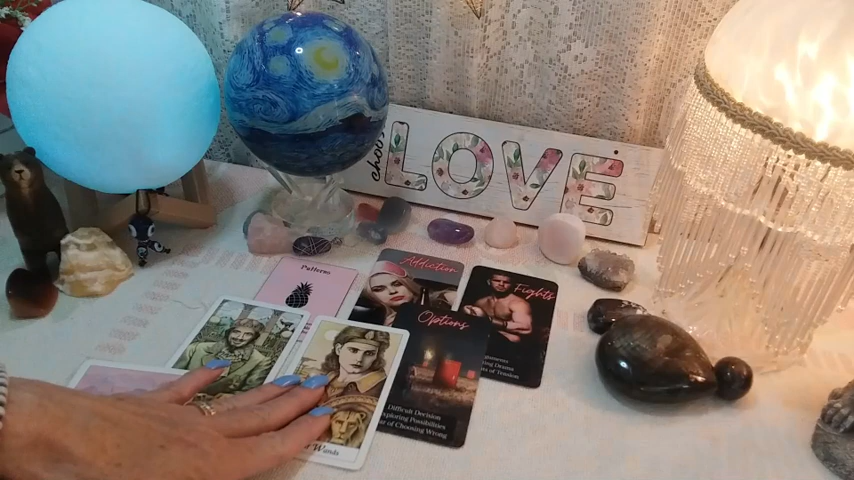 choose
LOVE
Patterns
Addiction
Fights
Options
Difficult Decision
Exploring Possibilities
Fear of Choosing Wrong
Wands